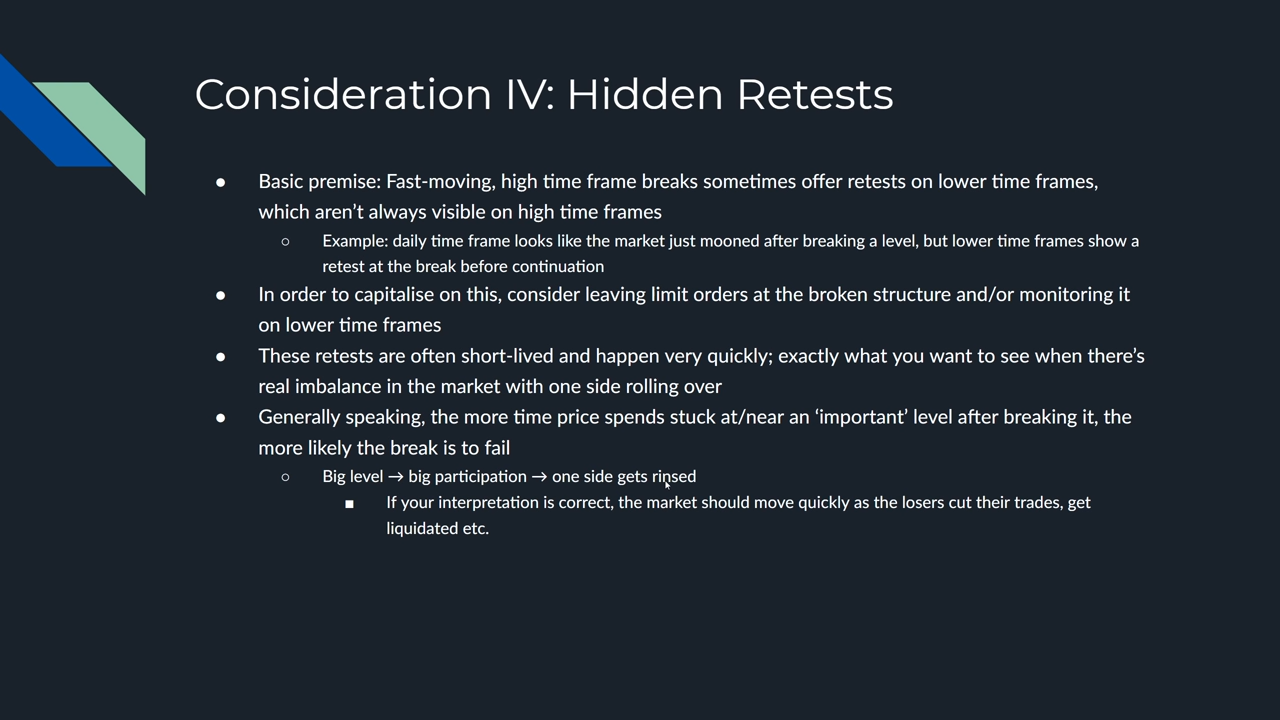 Consideration IV: Hidden Retests
● Basic premise: Fast-moving, high time frame breaks sometimes offer retests on lower time frames,
which aren’t always visible on high time frames
○ Example: daily time frame looks like the market just mooned after breaking a level, but lower time frames show a
retest at the break before continuation
● In order to capitalise on this, consider leaving limit orders at the broken structure and/or monitoring it
on lower time frames
● These retests are often short-lived and happen very quickly; exactly what you want to see when there’s
real imbalance in the market with one side rolling over
● Generally speaking, the more time price spends stuck at/near an ‘important’ level after breaking it, the
more likely the break is to fail
○ Big level → big participation → one side gets rinsed
■ If your interpretation is correct, the market should move quickly as the losers cut their trades, get
liquidated etc.